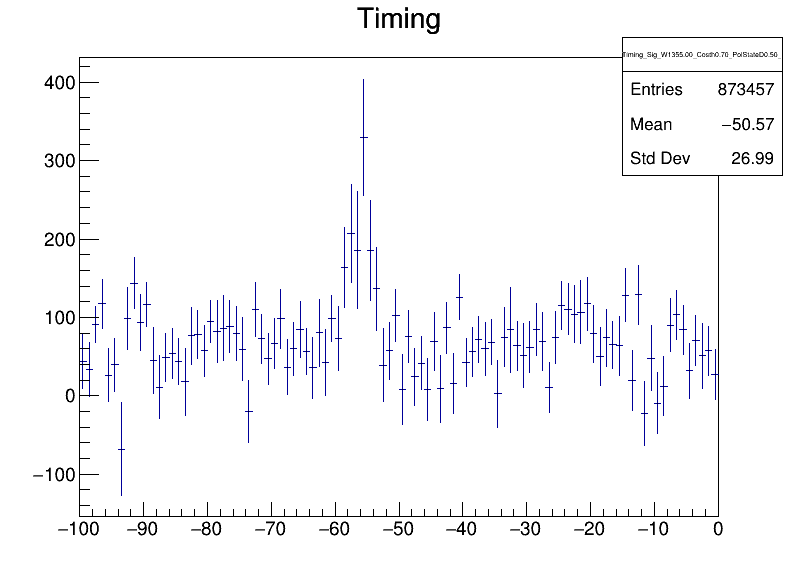 Timing
Timing_Sig_W1355.00_Costh0.70_PolStateD0.50_
Entries 873457
Mean −50.57
Std Dev 26.99
400
300
200
100
0
−100
−100 −90 −80 −70 −60 −50 −40 −30 −20 −10 0